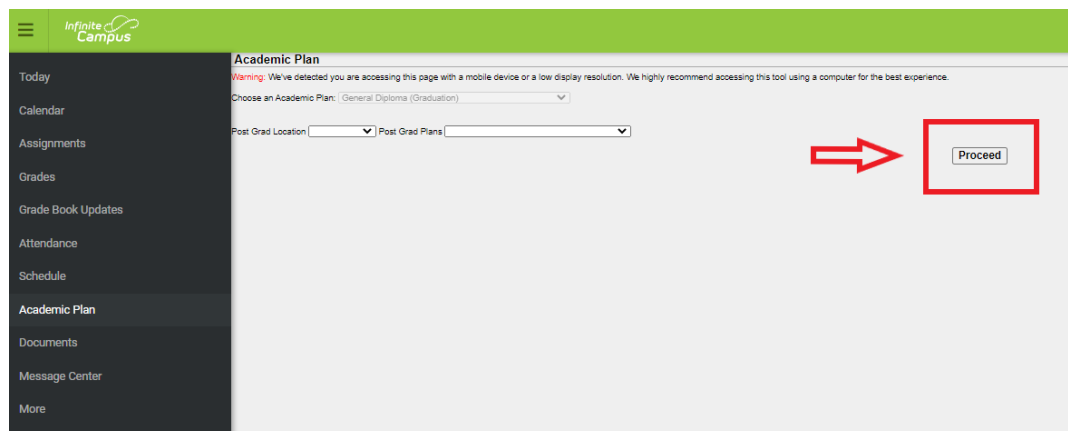 Infinite
Campus
Today
Calendar
Assignments
Grades
Grade Book Updates
Attendance
Schedule
Academic Plan
Documents
Message Center
More
Academic Plan
Warning: We've detected you are accessing this page with a mobile device or a low display resolution. We highly recommend accessing this tool using a computer for the best experience.
Choose an Academic Plan: General Diploma (Graduation)
Post Grad Location Post Grad Plans
Proceed